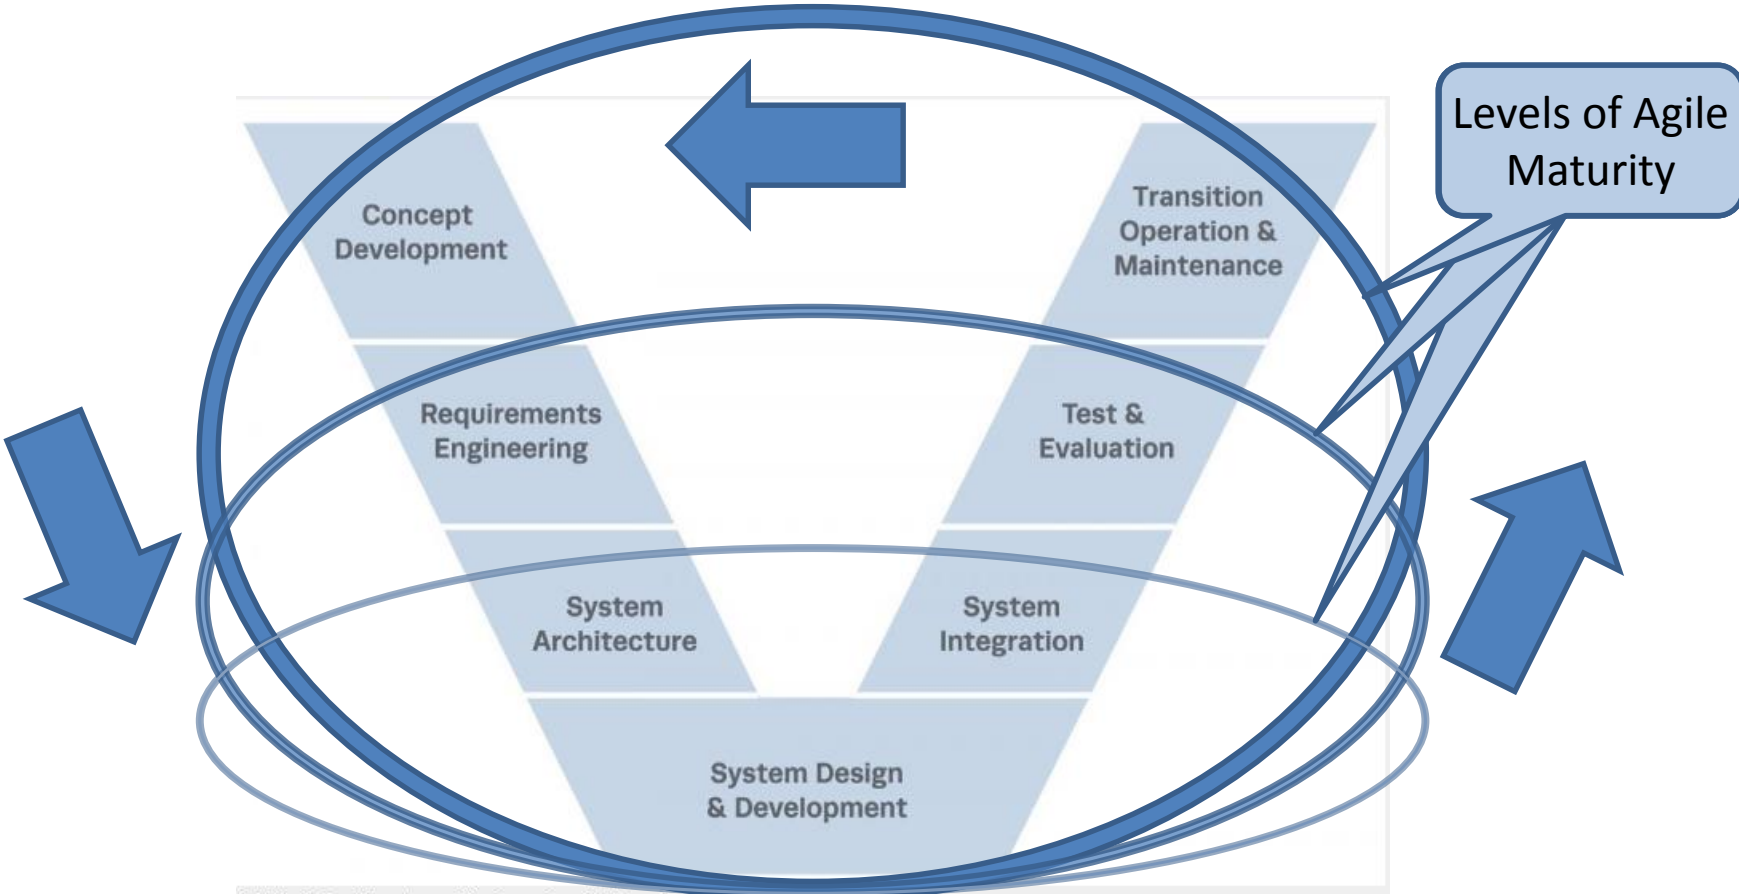 Levels of Agile
Maturity
Concept
Development
Transition
Operation &
Maintenance
Requirements
Engineering
Test &
Evaluation
System
Architecture
System
Integration
System Design
& Development